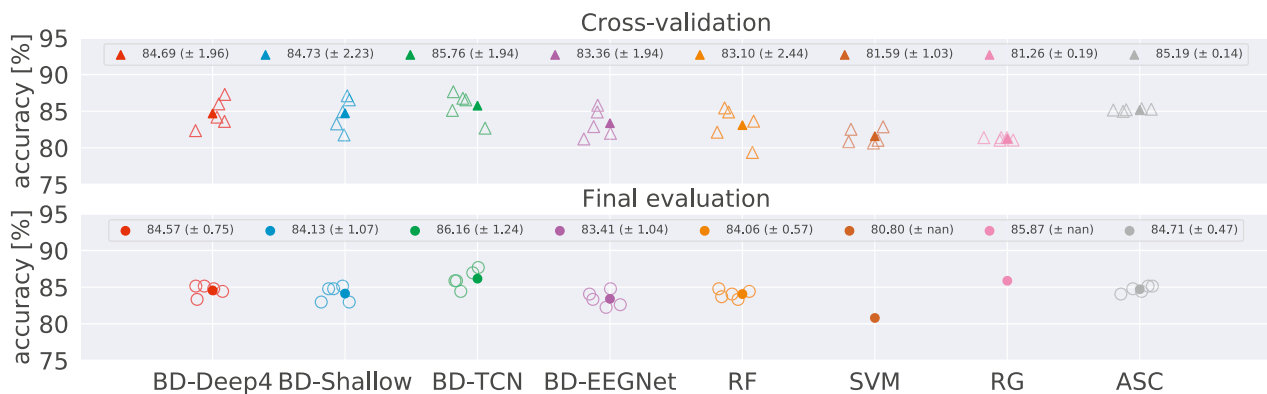 Cross-validation
accuracy [%]
95
90
85
80
75
84.69 (± 1.96) 84.73 (± 2.23) 85.76 (± 1.94) 83.36 (± 1.94) 83.10 (± 2.44) 81.59 (± 1.03) 81.26 (± 0.19) 85.19 (± 0.14)
Final evaluation
accuracy [%]
95
90
85
80
75
84.57 (± 0.75) 84.13 (± 1.07) 86.16 (± 1.24) 83.41 (± 1.04) 84.06 (± 0.57) 80.80 (± nan) 85.87 (± nan) 84.71 (± 0.47)
BD-Deep4 BD-Shallow BD-TCN BD-EEGNet RF SVM RG ASC